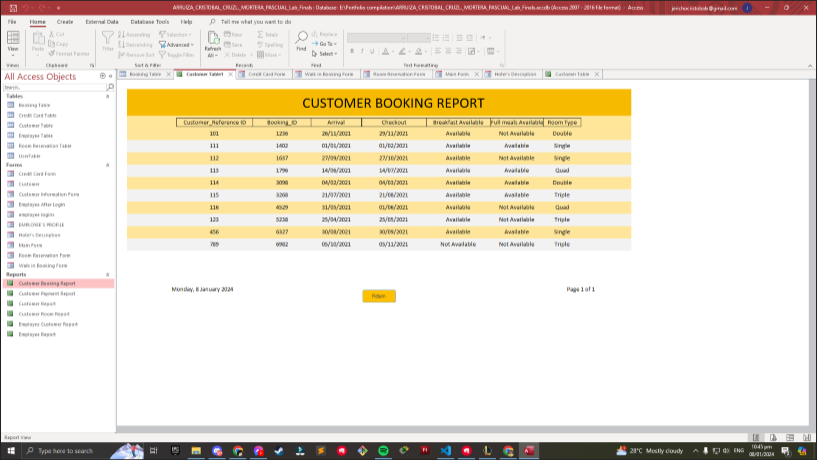 ARRUIZA_CRISTOBAL_CRUZL._MORTERA_PASCUAL_Lab_Finals : Database- E:\Portfolio compilation\ARRUIZA_CRISTOBAL_CRUZL._MORTERA_PASCUAL_Lab_Finals.accdb (Access 2007 - 2016 file format) - Access
jerichocristobalo@gmail.com
File Home Create External Data Database Tools Help Tell me what you want to do
View
Views
Paste
Cut
Copy
Format Painter
Clipboard
Filter
Ascending
Descending
Remove Sort
Selection
Advanced
Toggle Filter
Sort & Filter
Refresh All
New
Save
Delete
Totals
Spelling
More
Records
Find
Replace
Go To
Select
Find
B I U
Text Formatting
All Access Objects
Search...
Booking Table Customer Table1 Credit Card Form Walk in Booking Form Room Reservation Form Main Form Hotel's Description Customer Table
Tables
Booking Table
Credit Card Table
Customer Table
Employee Table
Room Reservation Table
UserTable
Forms
Credit Card Form
Customer
Customer Information Form
Employee After Login
employee logins
EMPLOYEE'S PROFILE
Hotel's Description
Main Form
Room Reservation Form
Walk in Booking Form
Reports
Customer Booking Report
Customer Payment Report
Customer Report
Customer Room Report
Employee Customer Report
Employee Report
CUSTOMER BOOKING REPORT
Customer_Reference ID Booking_ID Arrival Checkout Breakfast Available Full meals Available Room Type
101 1236 26/11/2021 29/11/2021 Available Not Available Double
111 1402 01/01/2021 01/02/2021 Available Available Single
112 1637 27/09/2021 27/10/2021 Available Not Available Single
113 1796 14/06/2021 14/07/2021 Available Available Quad
114 3098 04/02/2021 04/03/2021 Available Available Double
115 3268 21/07/2021 21/08/2021 Available Available Triple
116 4529 31/05/2021 01/06/2021 Available Not Available Quad
123 5238 25/04/2021 25/05/2021 Available Not Available Triple
456 6327 30/08/2021 30/09/2021 Available Available Single
789 6982 05/10/2021 05/11/2021 Not Available Not Available Triple
Monday, 8 January 2024
Return
Page 1 of 1
Report View
Type here to search
28°C Mostly cloudy
ENG
10:45 pm
08/01/2024